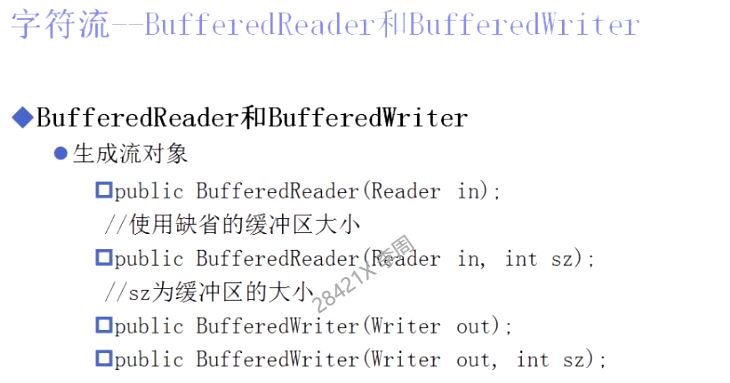 字符流--BufferedReader和BufferedWriter
BufferedReader和BufferedWriter
生成流对象
public BufferedReader(Reader in);
//使用缺省的缓冲区大小
public BufferedReader(Reader in, int sz);
//sz为缓冲区的大小
28421X 李周
public BufferedWriter(Writer out);
public BufferedWriter(Writer out, int sz);